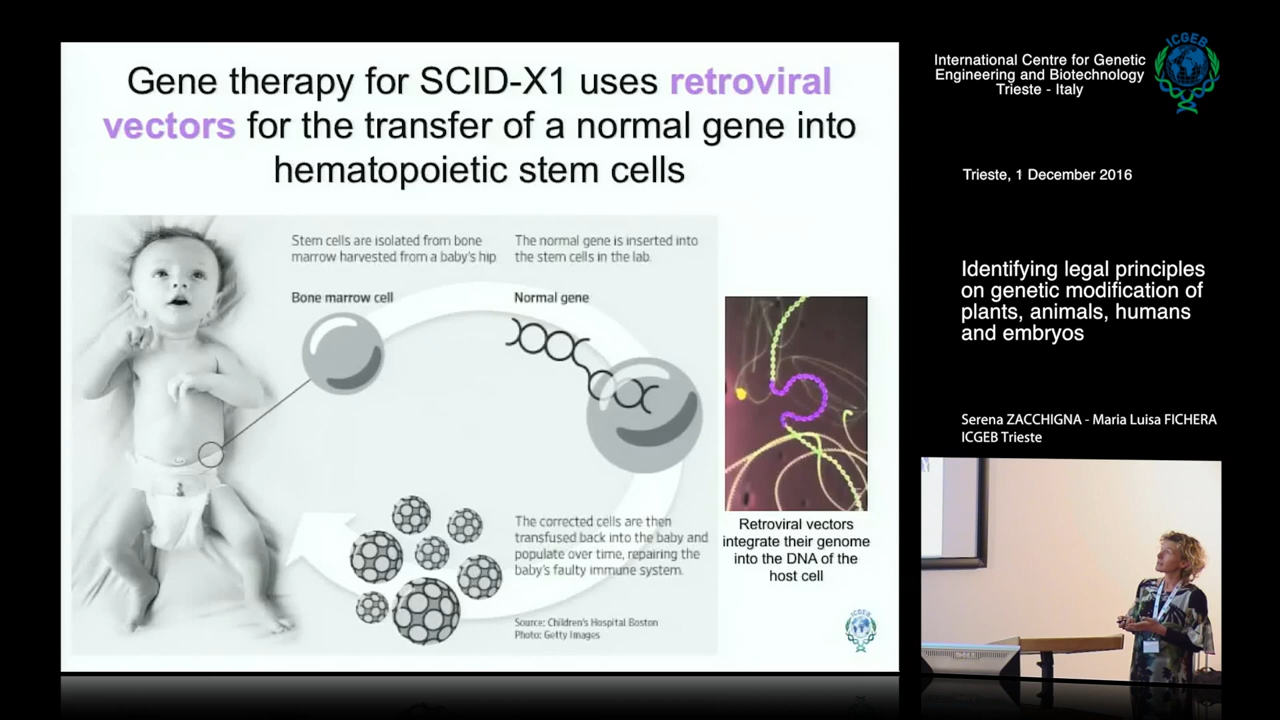 Gene therapy for SCID-X1 uses retroviral
vectors for the transfer of a normal gene into
hematopoietic stem cells
Stem cells are isolated from bone
marrow harvested from a baby's hip
The normal gene is inserted into
the stem cells in the lab.
Bone marrow cell
Normal gene
The corrected cells are then
transfused back into the baby and
populate over time, repairing the
baby's faulty immune system.
Source: Children's Hospital Boston
Photo: Getty Images
Retroviral vectors
integrate their genome
into the DNA of the
host cell
ICGEB
International Centre for Genetic
Engineering and Biotechnology
Trieste - Italy
ICGEB
Trieste, 1 December 2016
Identifying legal principles
on genetic modification of
plants, animals, humans
and embryos
Serena ZACCHIGNA - Maria Luisa FICHERA
ICGEB Trieste